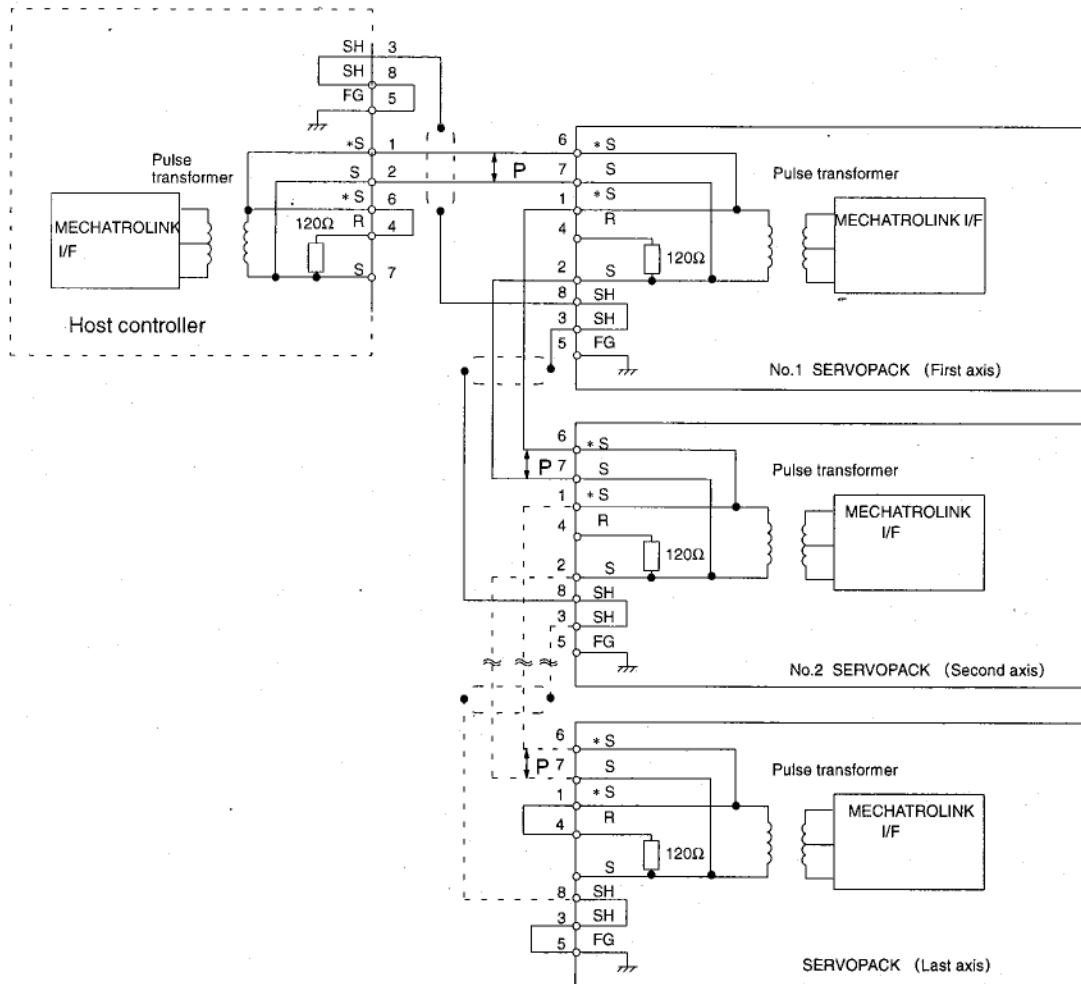 SH 3
SH 8
FG 5
*S 1
S 2
*S 6
R 4
S 7
Pulse
transformer
120Ω
MECHATROLINK
I/F
Host controller
P
6 *S
7 S
1 *S
R
4
120Ω
2 S
8 SH
3 SH
5 FG
Pulse transformer
MECHATROLINK I/F
No.1 SERVOPACK (First axis)
P
6 *S
7 S
1 *S
4 R
120Ω
2 S
8 SH
3 SH
5 FG
Pulse transformer
MECHATROLINK
I/F
No.2 SERVOPACK (Second axis)
P
6 *S
7 S
1 *S
4 R
120Ω
S
8 SH
3 SH
5 FG
Pulse transformer
MECHATROLINK
I/F
SERVOPACK (Last axis)